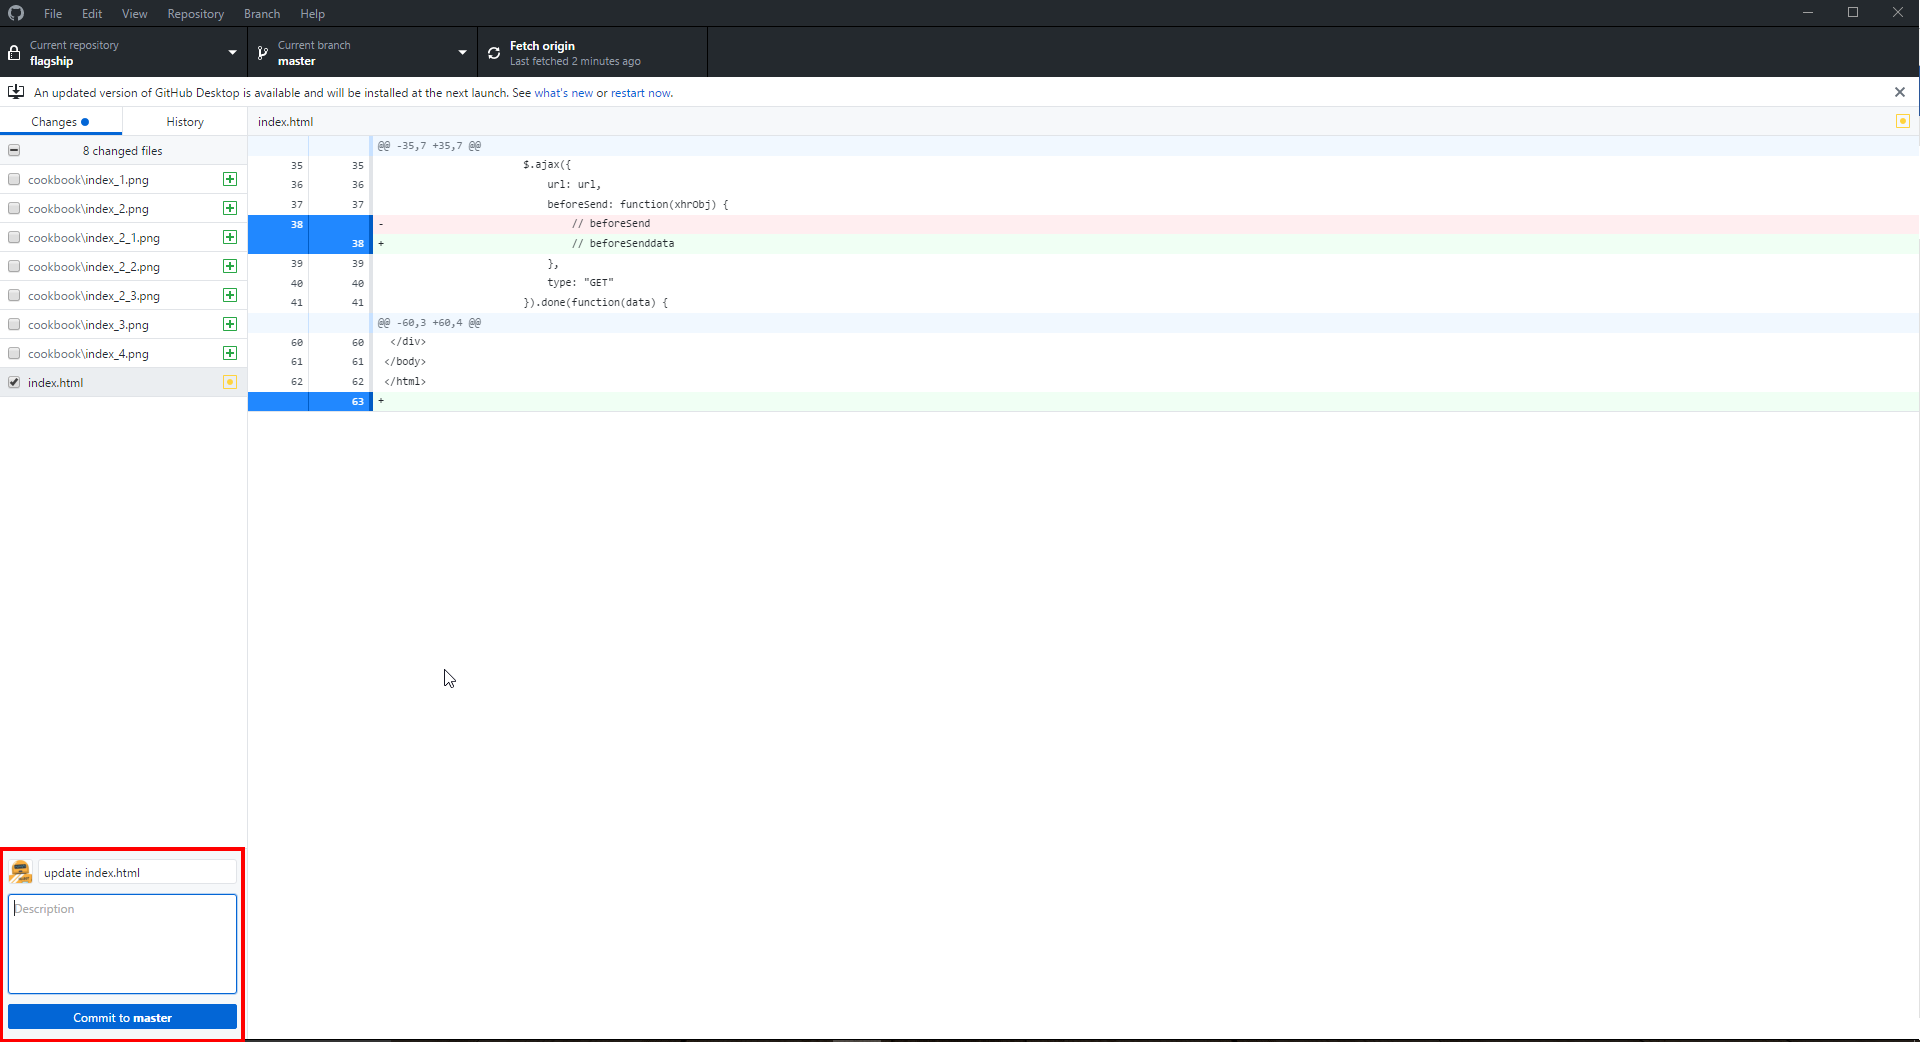 File Edit View Repository Branch Help
Current repository
flagship
Current branch
master
Fetch origin
Last fetched 2 minutes ago
An updated version of GitHub Desktop is available and will be installed at the next launch. See what's new or restart now.
Changes History
8 changed files
cookbook\index_1.png
cookbook\index_2.png
cookbook\index_2_1.png
cookbook\index_2_2.png
cookbook\index_2_3.png
cookbook\index_3.png
cookbook\index_4.png
index.html
index.html
@@ -35,7 +35,7 @@
35 35 $.ajax({
36 36 url: url,
37 37 beforeSend: function(xhrObj) {
38 - // beforeSend
38 + // beforeSenddata
39 39 },
40 40 type: "GET"
41 41 }).done(function(data) {
@@ -60,3 +60,4 @@
60 60 </div>
61 61 </body>
62 62 </html>
63 +
update index.html
Description
Commit to master